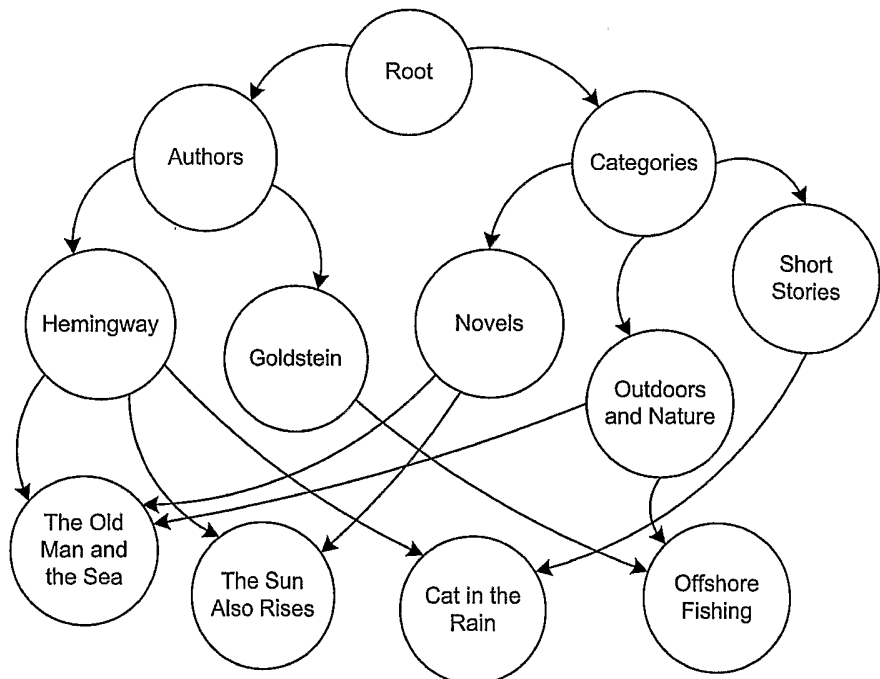 Root
Authors
Categories
Short
Stories
Hemingway
Goldstein
Novels
Outdoors
and Nature
The Old
Man and
the Sea
The Sun
Also Rises
Cat in the
Rain
Offshore
Fishing